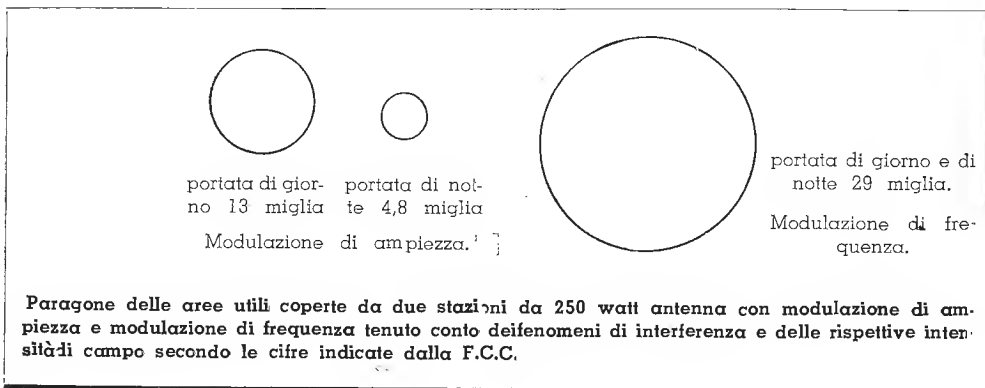 portata di gior-
no 13 miglia
portata di not-
te 4,8 miglia
Modulazione di ampiezza.
portata di giorno e di
notte 29 miglia.
Modulazione di fre-
quenza.
Paragone delle aree utili coperte da due stazioni da 250 watt antenna con modulazione di am-
piezza e modulazione di frequenza tenuto conto deifenomeni di interferenza e delle rispettive inten-
sitàdi campo secondo le cifre indicate dalla F.C.C.